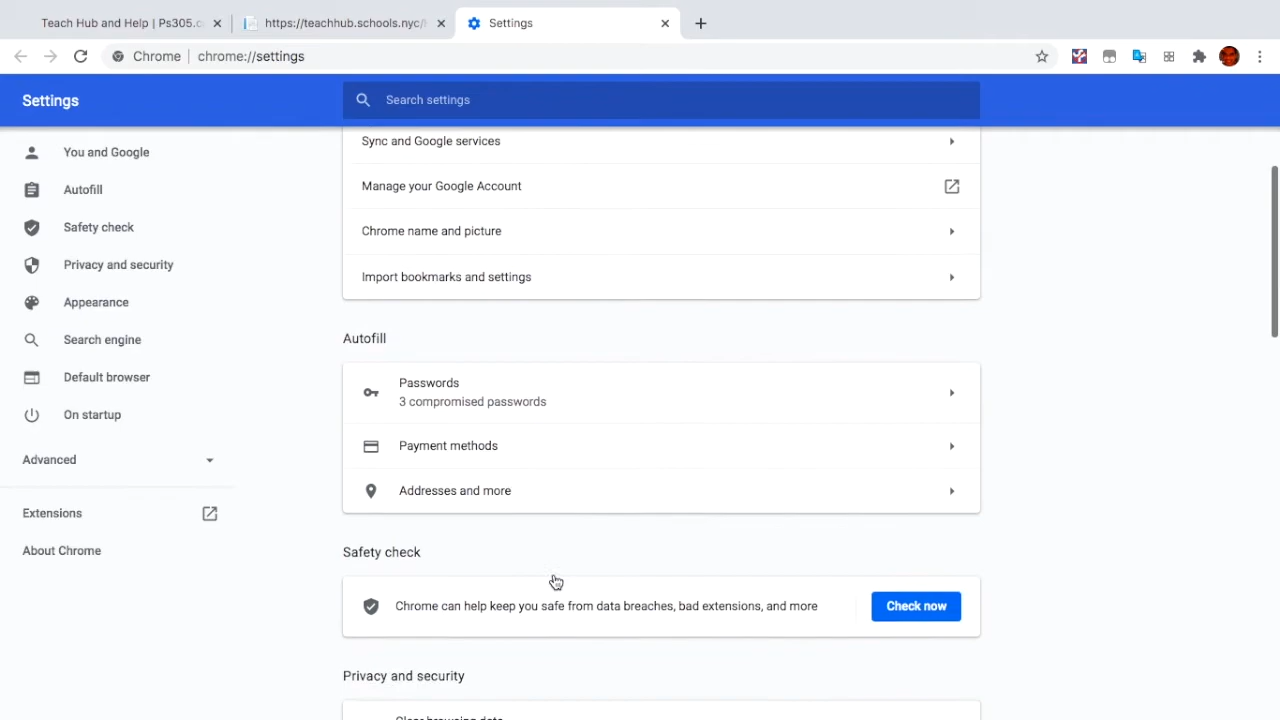 Teach Hub and Help | Ps305.c
https://teachhub.schools.nyc/
Settings
Chrome
chrome://settings
Settings
Search settings
You and Google
Autofill
Safety check
Privacy and security
Appearance
Search engine
Default browser
On startup
Advanced
Extensions
About Chrome
Sync and Google services
Manage your Google Account
Chrome name and picture
Import bookmarks and settings
Autofill
Passwords
3 compromised passwords
Payment methods
Addresses and more
Safety check
Chrome can help keep you safe from data breaches, bad extensions, and more
Check now
Privacy and security
Clear browsing data